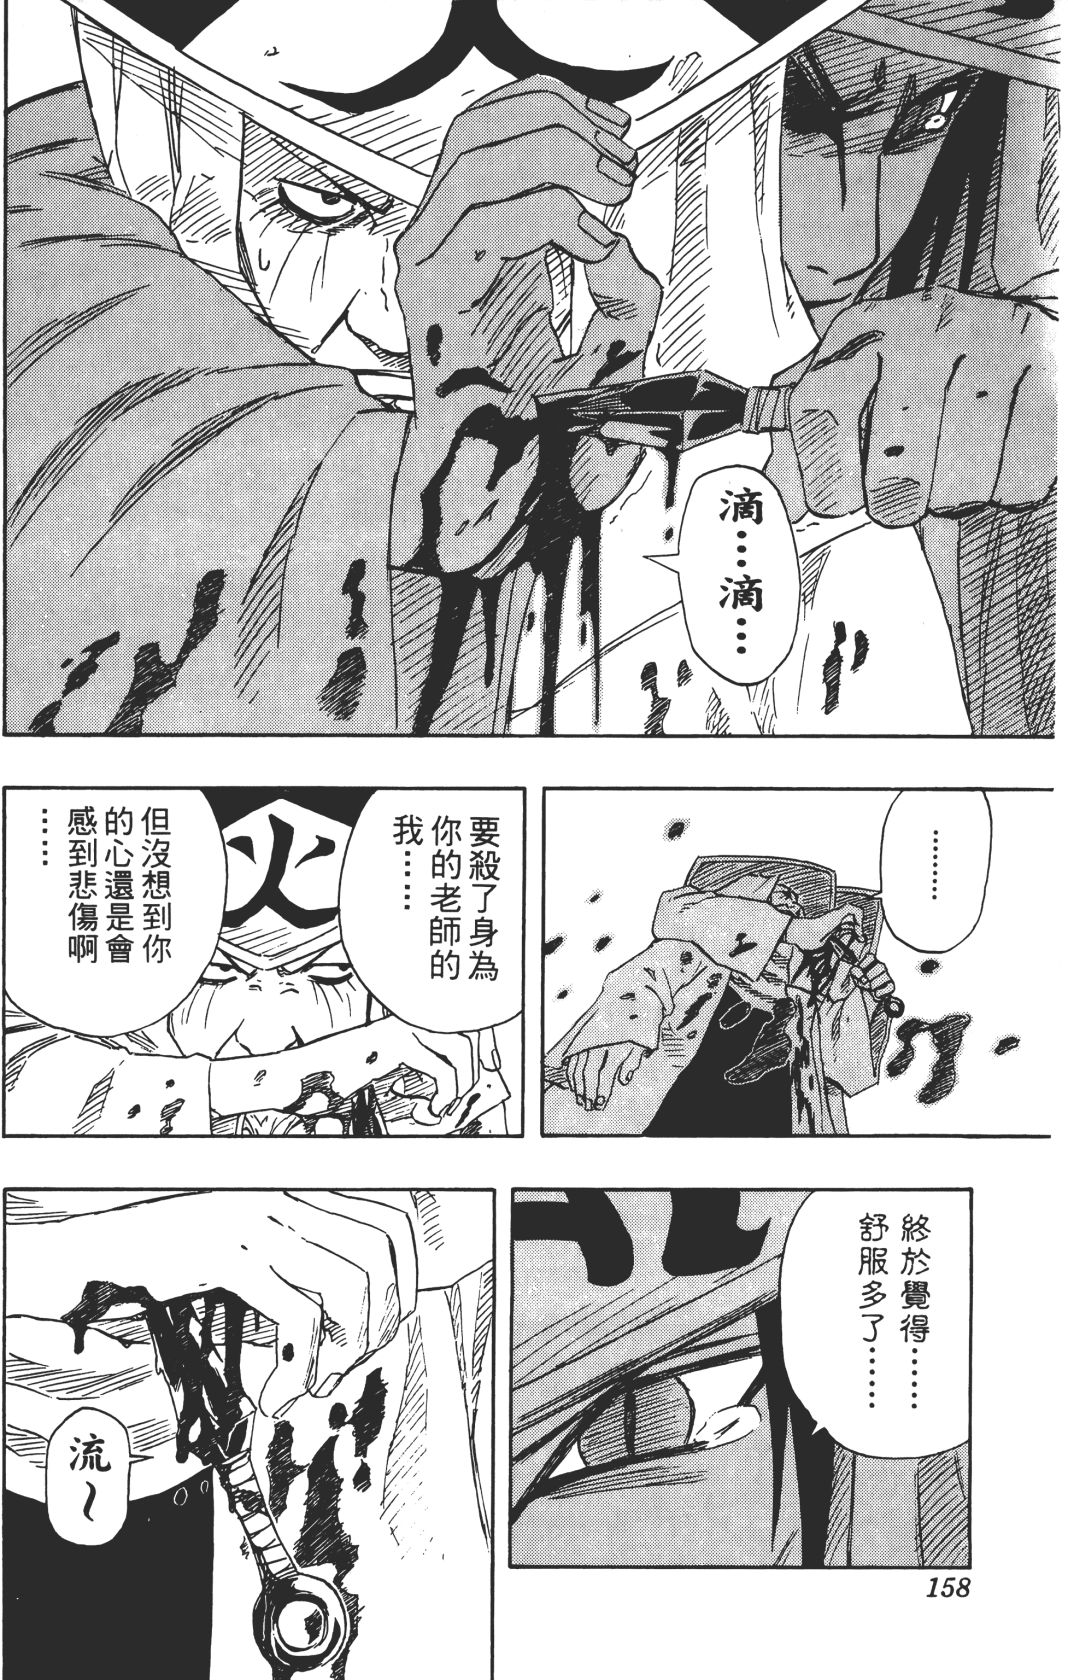 滴…滴…
………
要殺了身為
你的老師的
我……
火
但沒想到你
的心還是會
感到悲傷啊
……
終於覺得……
舒服多了……
流～
158